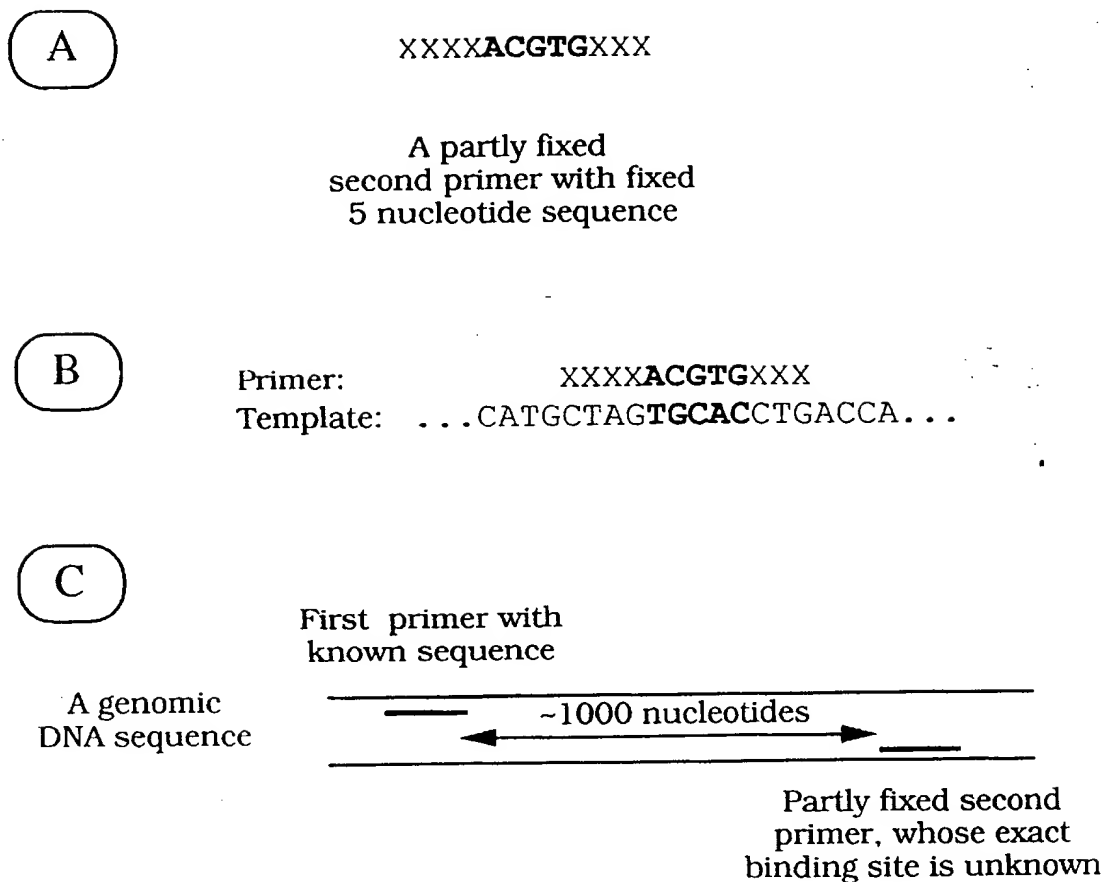 A
XXXXACGTGXXX
A partly fixed
second primer with fixed
5 nucleotide sequence
B
Primer: XXXXACGTGXXX
Template: ...CATGCTAGTGCACCTGACCA...
C
First primer with
known sequence
A genomic
DNA sequence
~1000 nucleotides
Partly fixed second
primer, whose exact
binding site is unknown